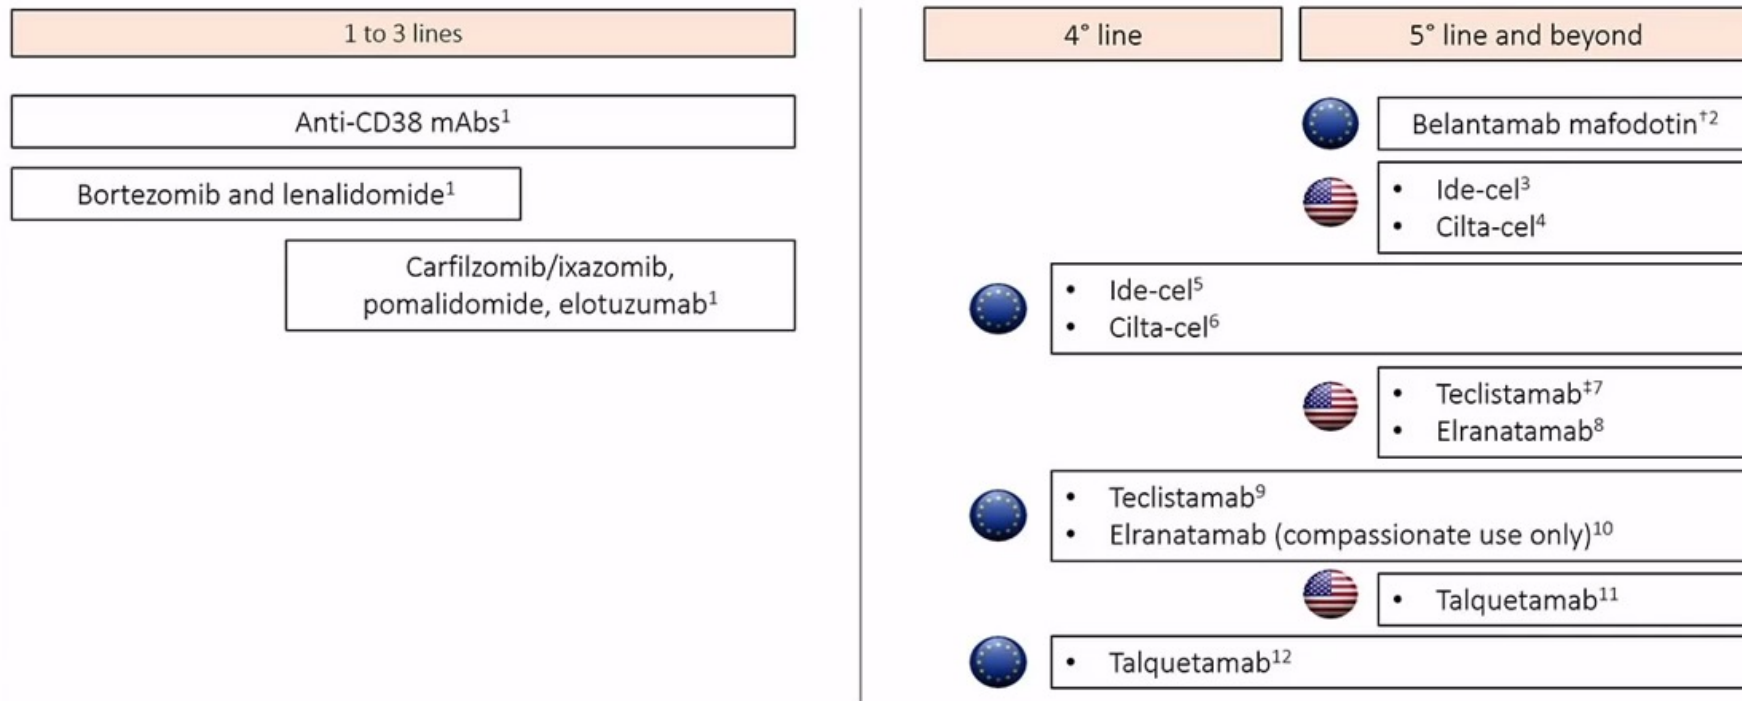 1 to 3 lines
4° line
5° line and beyond
Anti-CD38 mAbs¹
Bortezomib and lenalidomide¹
Carfilzomib/ixazomib,
pomalidomide, elotuzumab¹
Belantamab mafodotin†²
• Ide-cel³
• Cilta-cel⁴
• Ide-cel⁵
• Cilta-cel⁶
• Teclistamab‡⁷
• Elranatamab⁸
• Teclistamab⁹
• Elranatamab (compassionate use only)¹⁰
• Talquetamab¹¹
• Talquetamab¹²